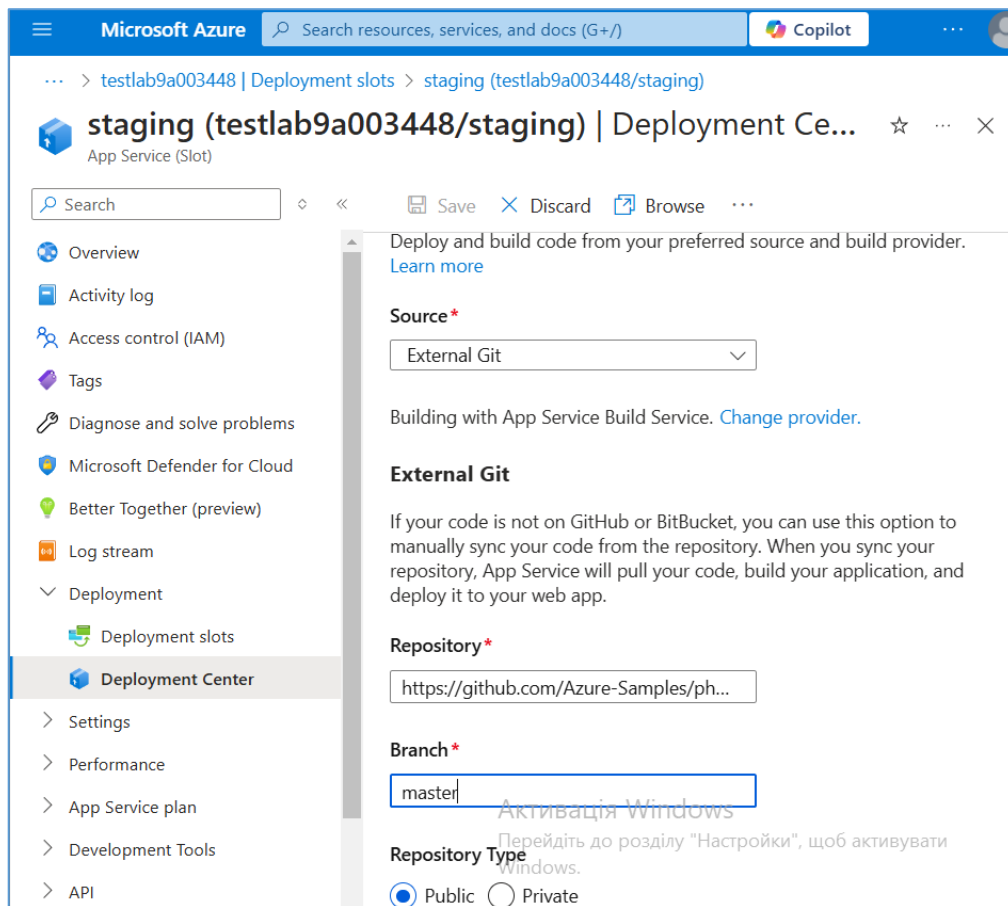 Microsoft Azure
Search resources, services, and docs (G+/)
Copilot
...
... > testlab9a003448 | Deployment slots > staging (testlab9a003448/staging)
staging (testlab9a003448/staging) | Deployment Ce...
App Service (Slot)
Search
Save
Discard
Browse
...
Overview
Activity log
Access control (IAM)
Tags
Diagnose and solve problems
Microsoft Defender for Cloud
Better Together (preview)
Log stream
Deployment
Deployment slots
Deployment Center
Settings
Performance
App Service plan
Development Tools
API
Deploy and build code from your preferred source and build provider.
Learn more
Source*
External Git
Building with App Service Build Service. Change provider.
External Git
If your code is not on GitHub or BitBucket, you can use this option to
manually sync your code from the repository. When you sync your
repository, App Service will pull your code, build your application, and
deploy it to your web app.
Repository*
https://github.com/Azure-Samples/ph...
Branch*
master
Активація Windows
Перейдіть до розділу "Настройки", щоб активувати
Windows.
Repository Type
Public
Private